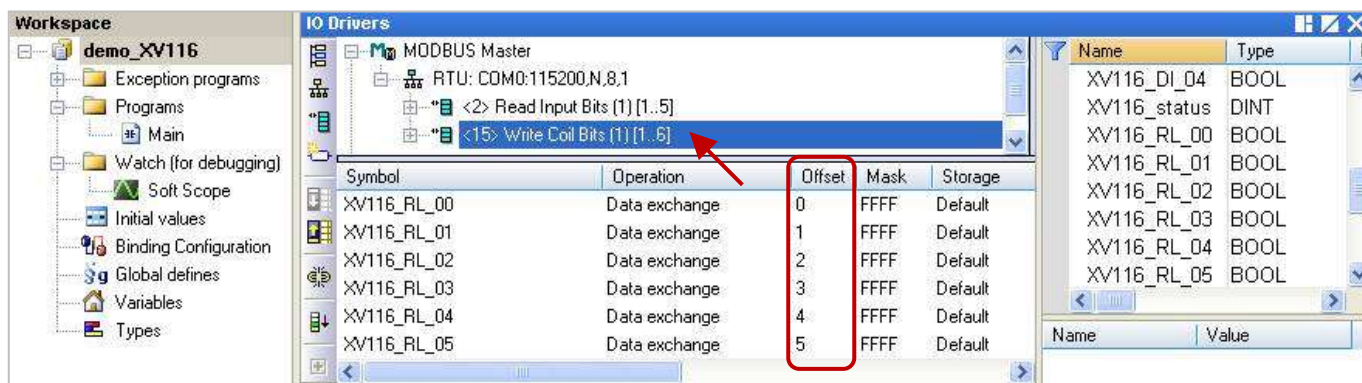 Workspace
demo_XV116
Exception programs
Programs
Main
Watch (for debugging)
Soft Scope
Initial values
Binding Configuration
Global defines
Variables
Types
IO Drivers
MODBUS Master
RTU: COM0:115200,N,8,1
<2> Read Input Bits (1) [1..5]
<15> Write Coil Bits (1) [1..6]
Symbol Operation Offset Mask Storage
XV116_RL_00 Data exchange 0 FFFF Default
XV116_RL_01 Data exchange 1 FFFF Default
XV116_RL_02 Data exchange 2 FFFF Default
XV116_RL_03 Data exchange 3 FFFF Default
XV116_RL_04 Data exchange 4 FFFF Default
XV116_RL_05 Data exchange 5 FFFF Default
Name Type
XV116_DI_04 BOOL
XV116_status DINT
XV116_RL_00 BOOL
XV116_RL_01 BOOL
XV116_RL_02 BOOL
XV116_RL_03 BOOL
XV116_RL_04 BOOL
XV116_RL_05 BOOL
Name Value